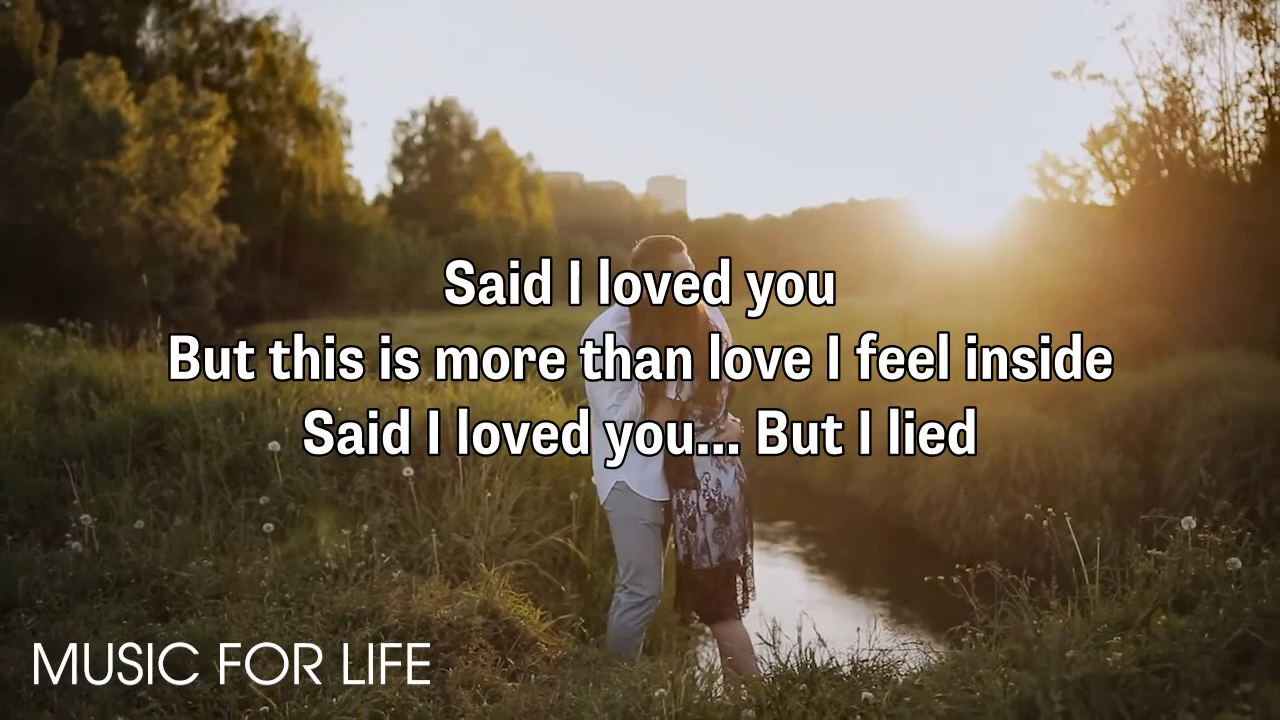 Said I loved you
But this is more than love I feel inside
Said I loved you... But I lied
MUSIC FOR LIFE